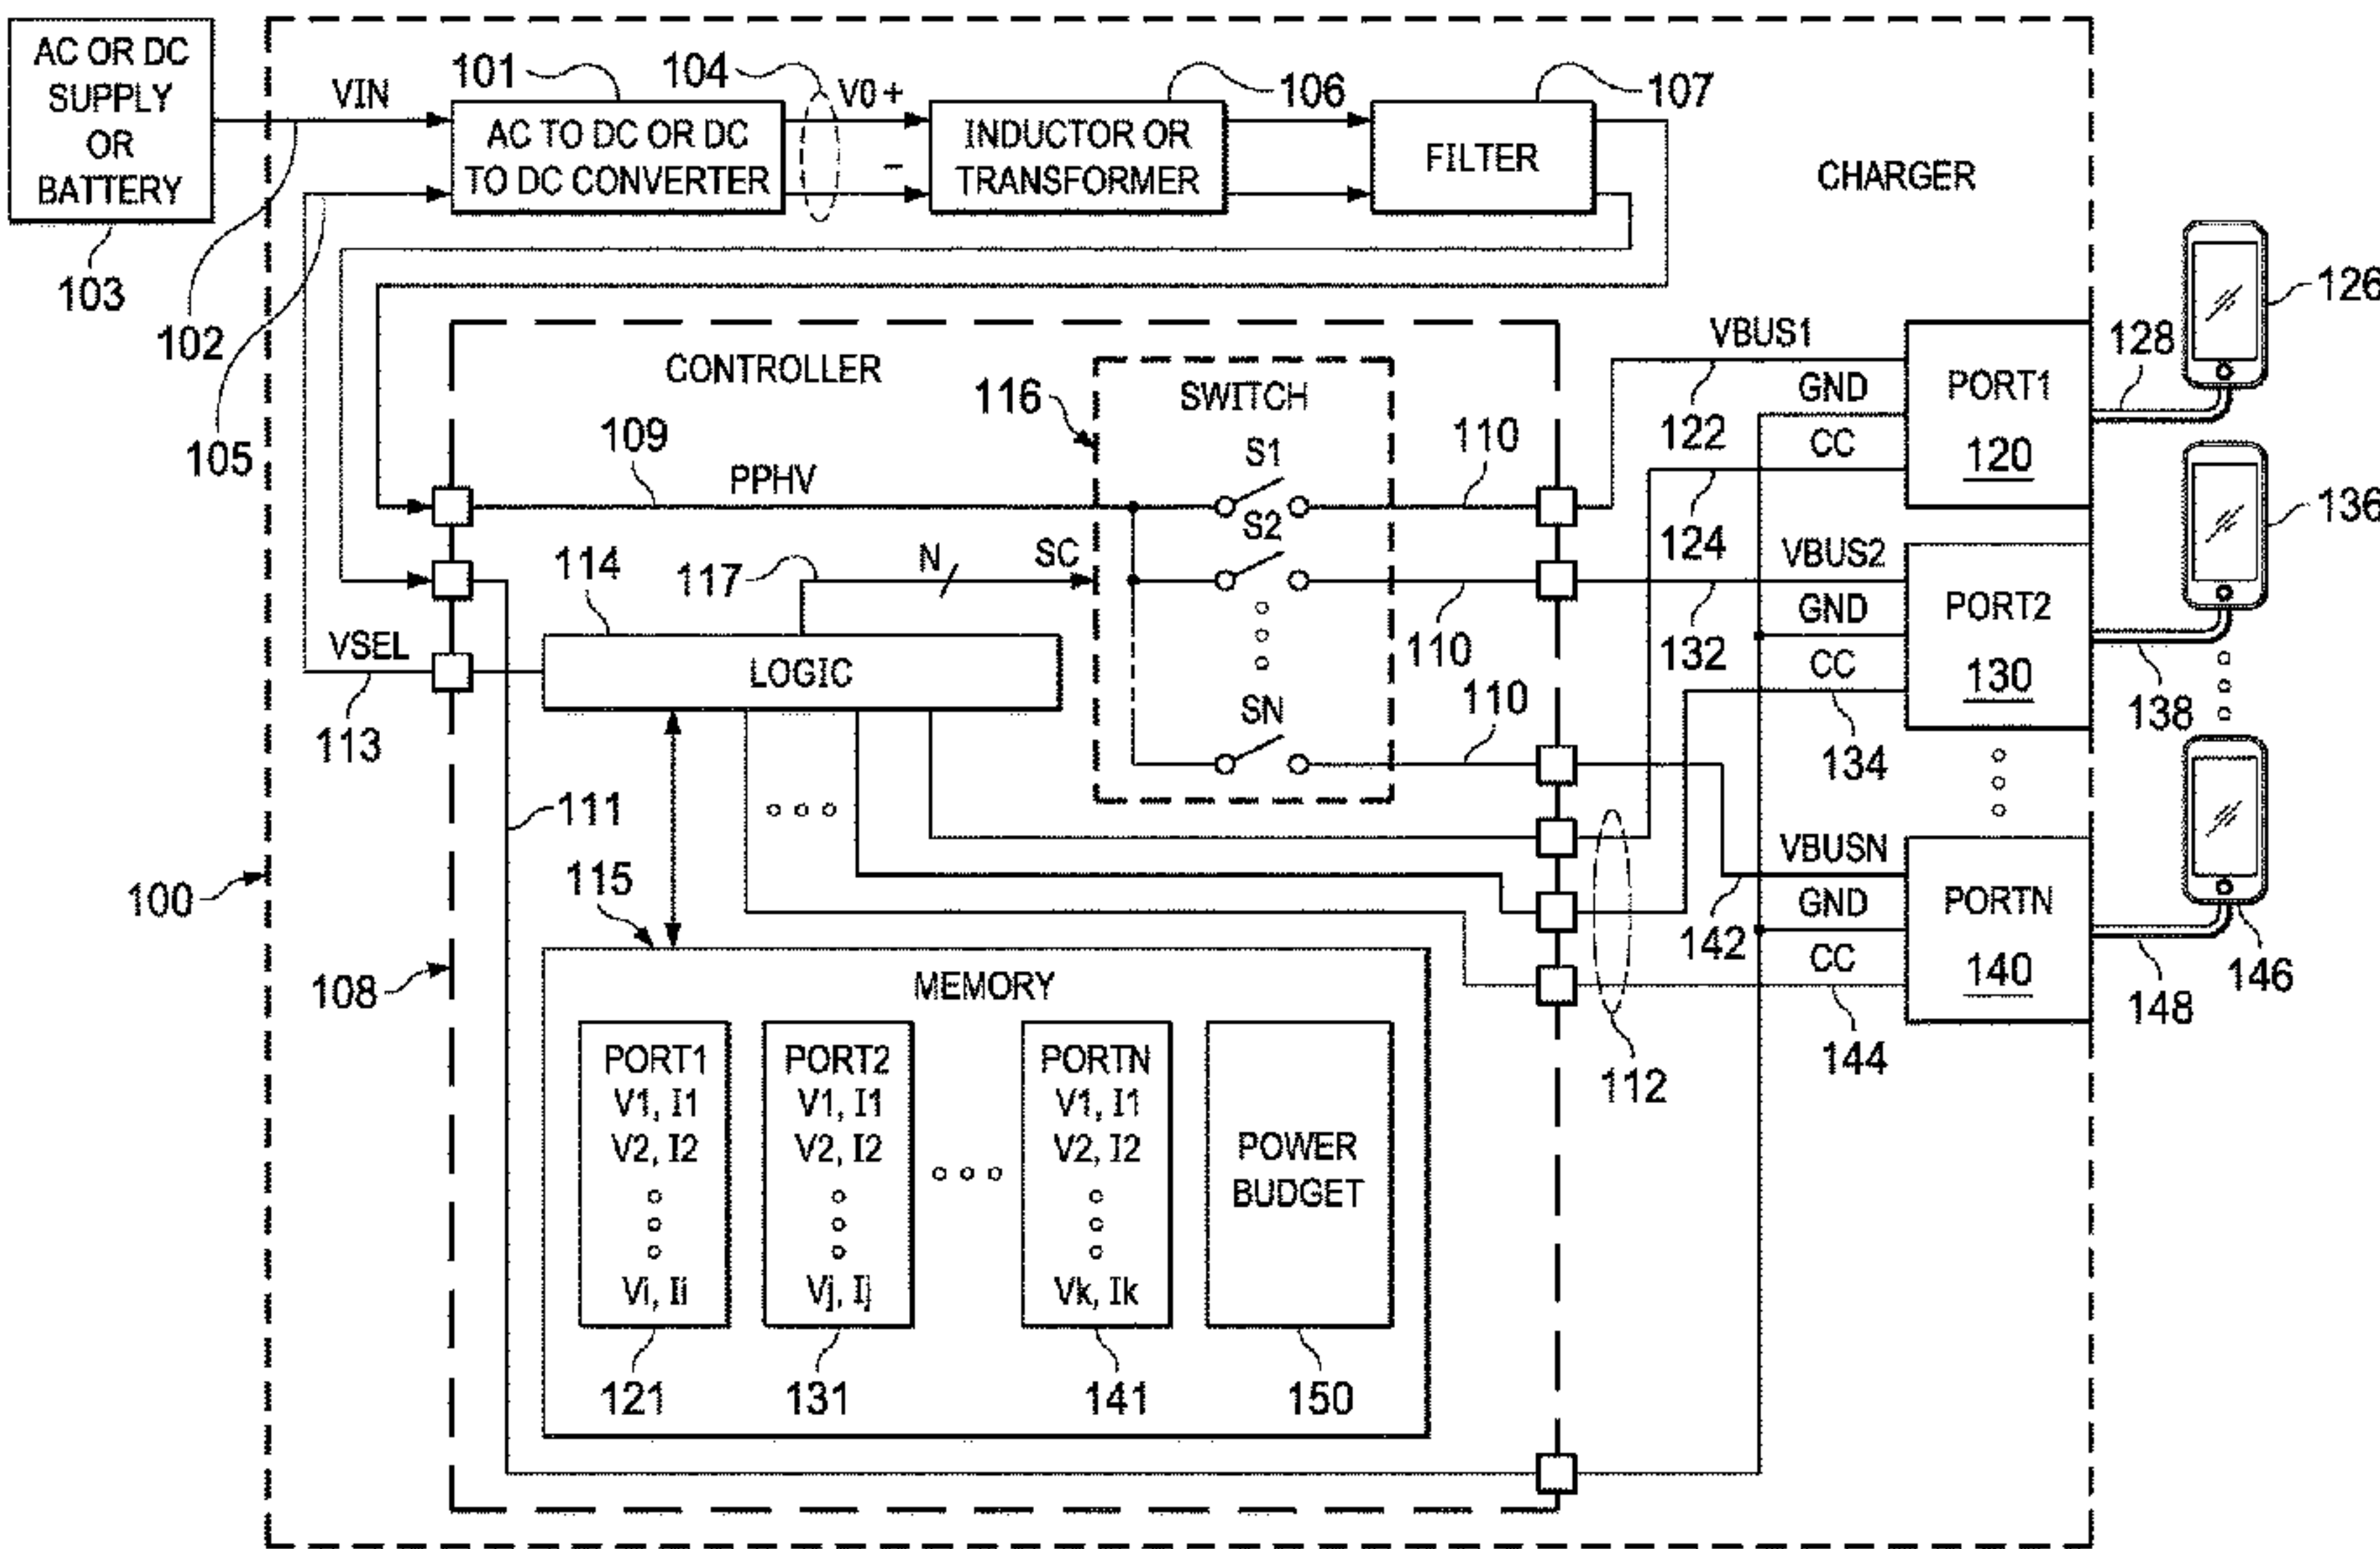 AC OR DC
SUPPLY
OR
BATTERY
103
VIN
102
105
101
AC TO DC OR DC
TO DC CONVERTER
104
V0 +
-
106
INDUCTOR OR
TRANSFORMER
107
FILTER
CHARGER
CONTROLLER
109
PPHV
116
SWITCH
S1
S2
SN
110
110
110
114
117
N
SC
LOGIC
VSEL
113
111
115
100
108
MEMORY
PORT1
V1, I1
V2, I2
Vi, Ii
121
PORT2
V1, I1
V2, I2
Vj, Ij
131
PORTN
V1, I1
V2, I2
Vk, Ik
141
POWER
BUDGET
150
112
VBUS1
122
GND
CC
124
PORT1
120
128
126
VBUS2
132
GND
CC
134
PORT2
130
138
136
VBUSN
142
GND
CC
144
PORTN
140
148
146